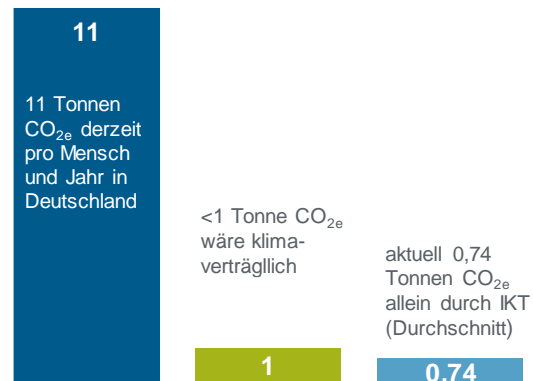 11
11 Tonnen
CO2e derzeit
pro Mensch
und Jahr in
Deutschland
<1 Tonne CO2e
wäre klima-
verträgllich
1
aktuell 0,74
Tonnen CO2e
allein durch IKT
(Durchschnitt)
0,74